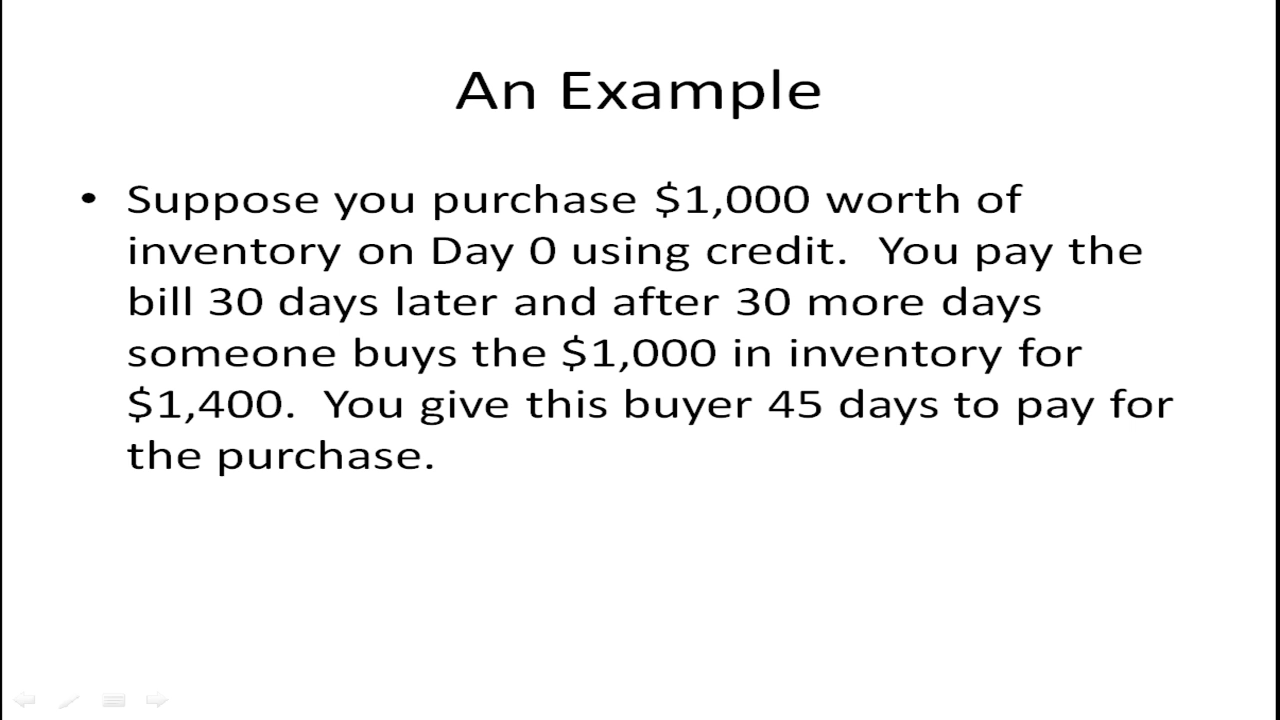 An Example
• Suppose you purchase $1,000 worth of
inventory on Day 0 using credit.  You pay the
bill 30 days later and after 30 more days
someone buys the $1,000 in inventory for
$1,400.  You give this buyer 45 days to pay for
the purchase.